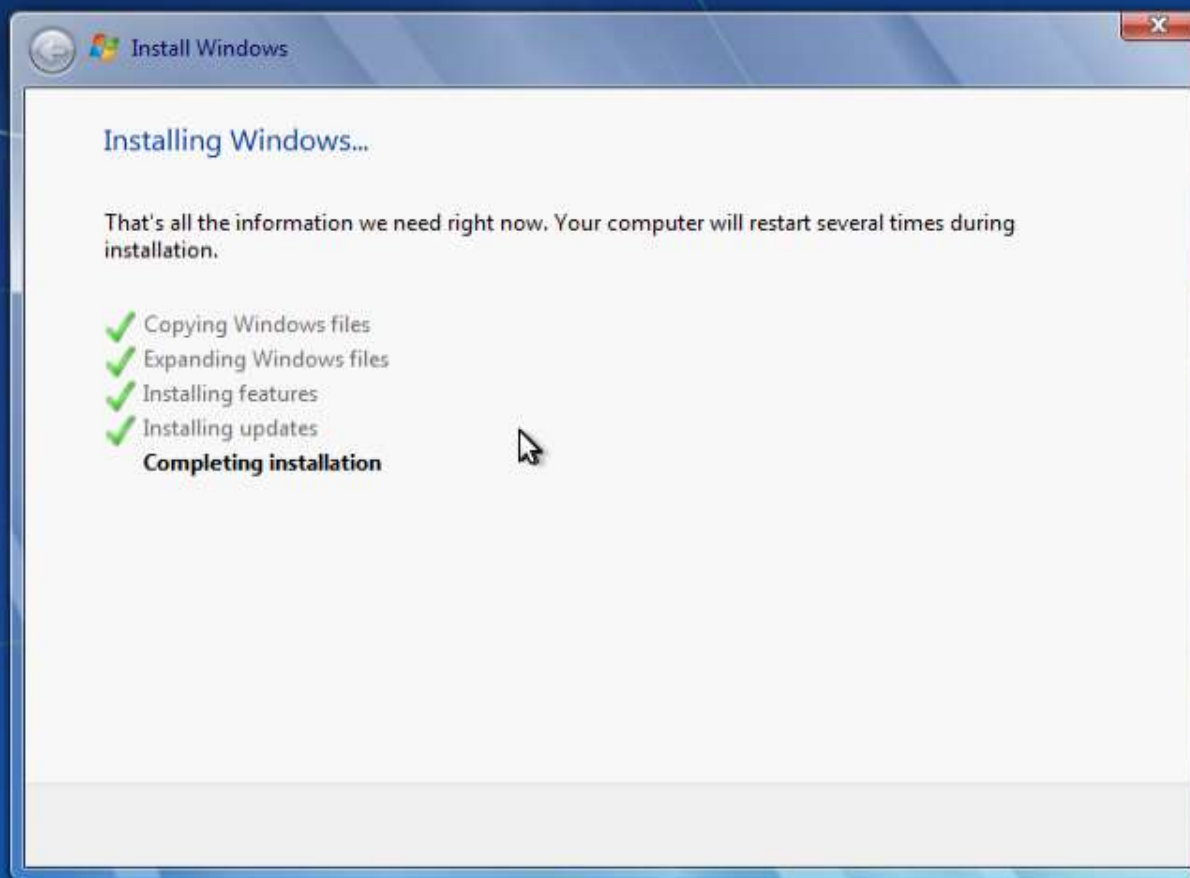 Install Windows
Installing Windows...
That's all the information we need right now. Your computer will restart several times during
installation.
Copying Windows files
Expanding Windows files
Installing features
Installing updates
Completing installation